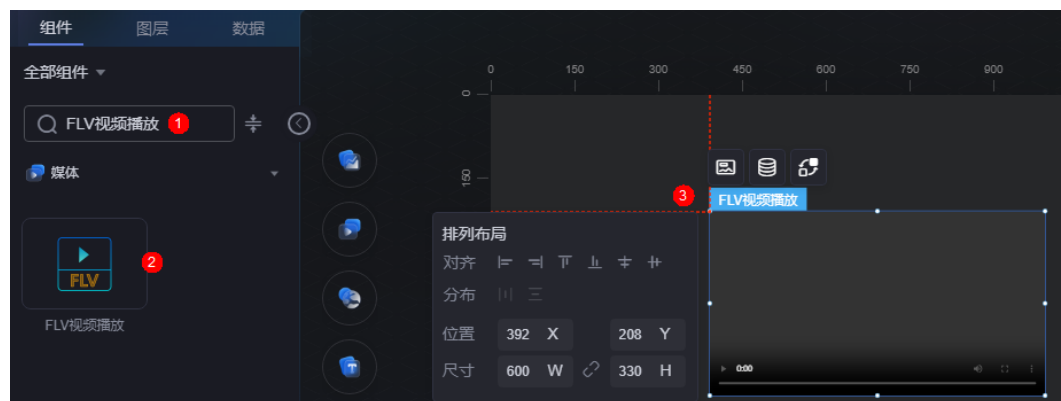 组件 图层 数据
全部组件
FLV视频播放 1
媒体
2
FLV
FLV视频播放
0 150 300 450 600 750 900
0
150
3
FLV视频播放
排列布局
对齐
分布
位置 392 X 208 Y
尺寸 600 W 330 H
0:00